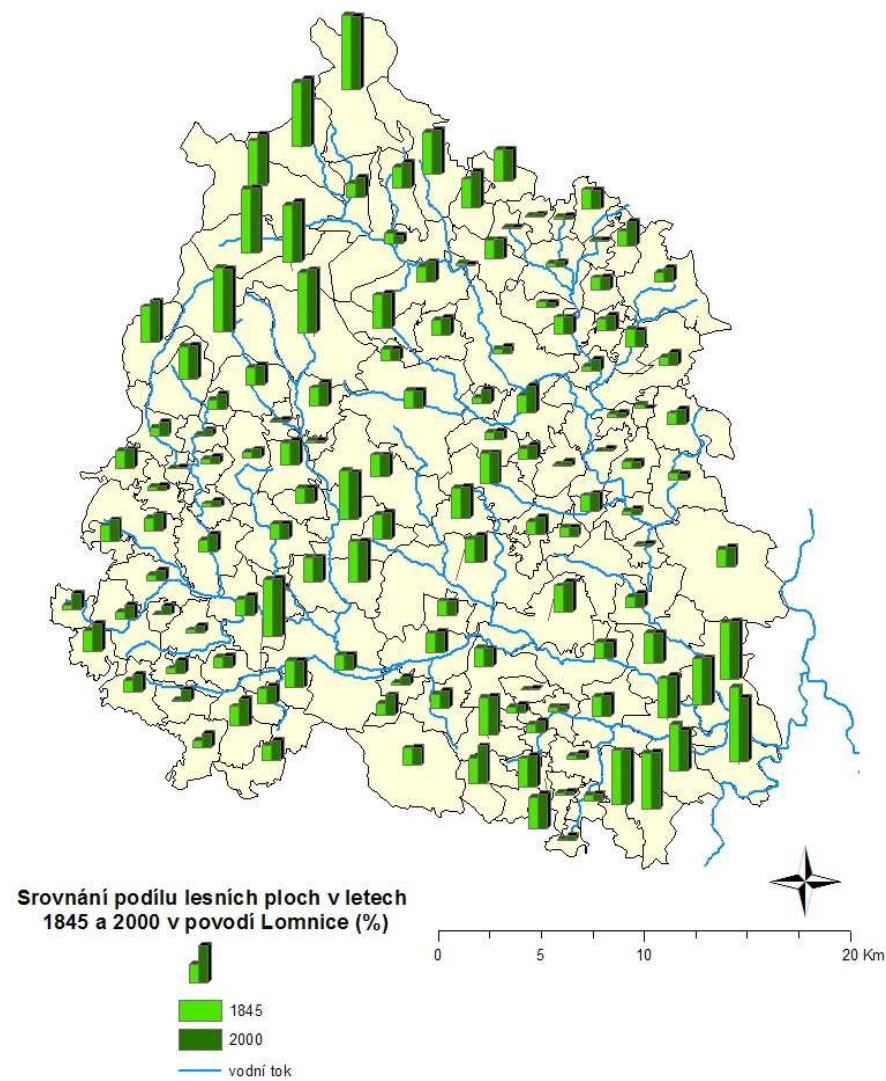 Srovnání podílu lesních ploch v letech
1845 a 2000 v povodí Lomnice (%)
1845
2000
vodní tok
0 5 10 20 Km